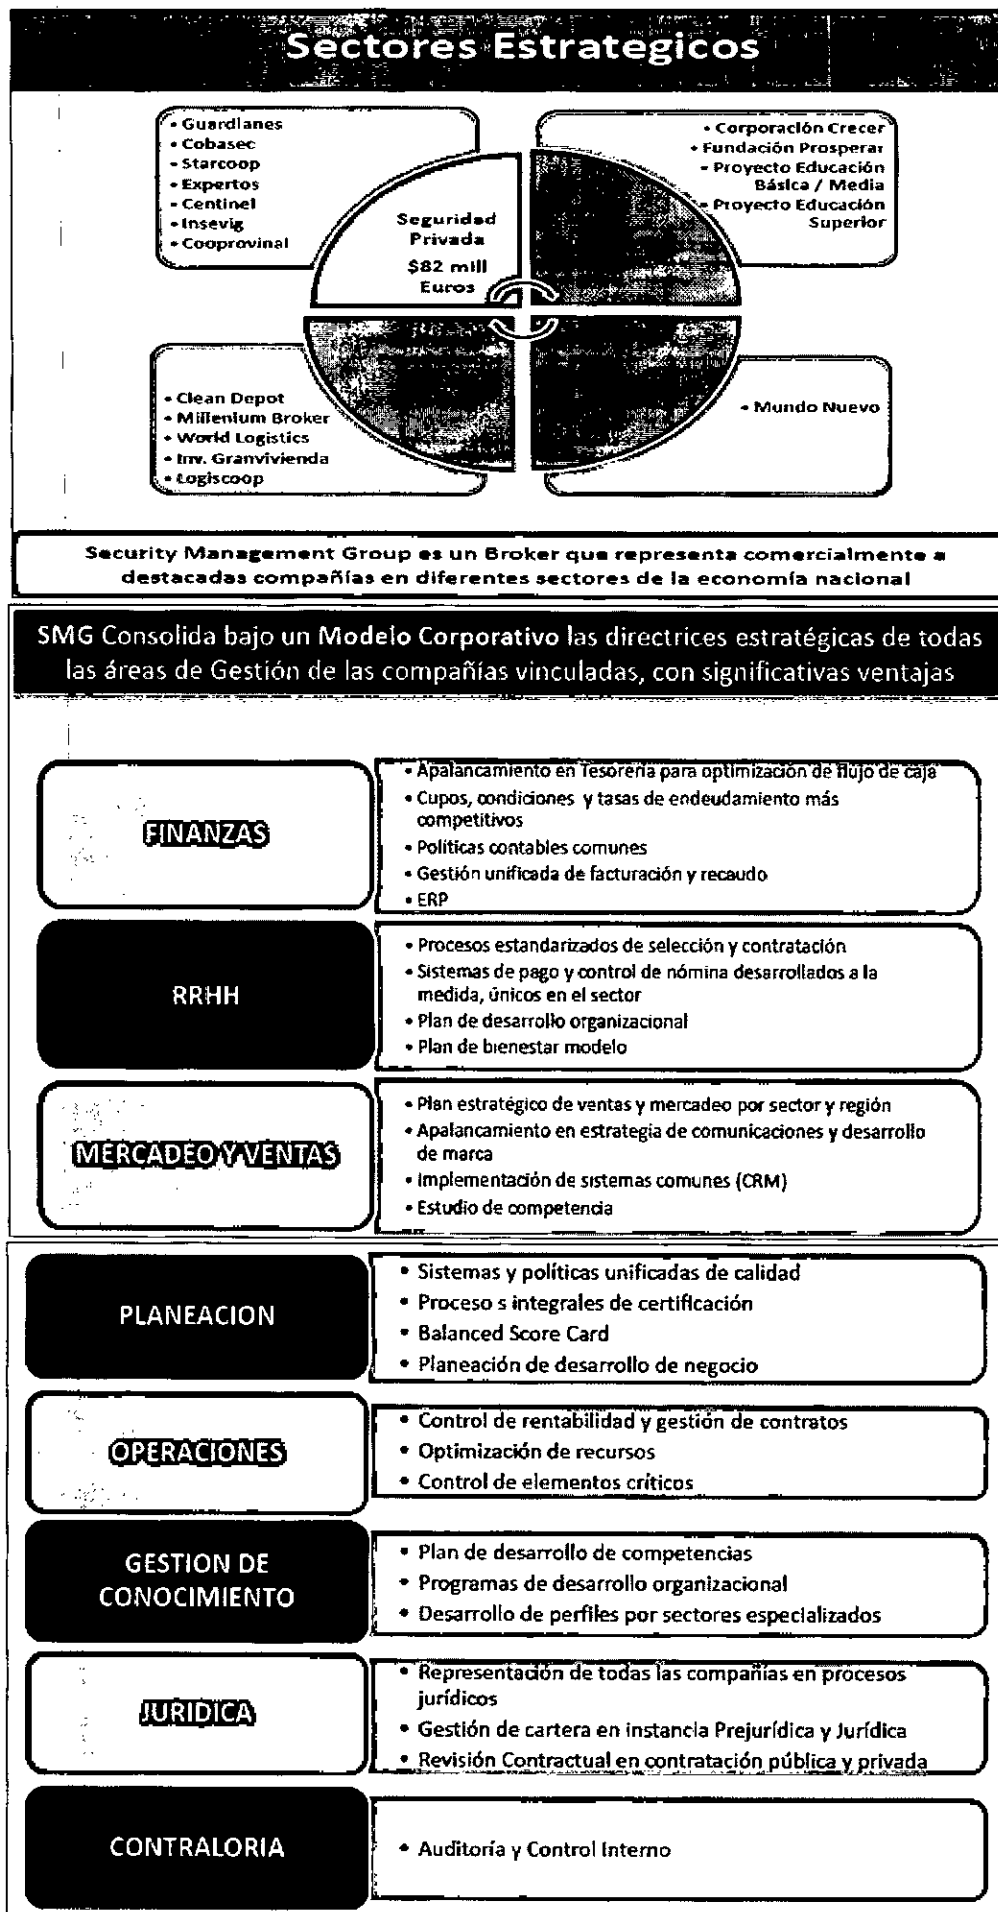 Sectores Estrategicos
• Guardianes
• Cobasec
• Starcoop
• Expertos
• Centinel
• Insevig
• Cooprovinal
• Corporación Crecer
• Fundación Prosperar
• Proyecto Educación
Básica / Media
• Proyecto Educación
Superior
Seguridad
Privada
$82 mill
Euros
• Clean Depot
• Millenium Broker
• World Logistics
• Inv. Granvivienda
• Logiscoop
• Mundo Nuevo
Security Management Group es un Broker que representa comercialmente a
destacadas compañías en diferentes sectores de la economía nacional
SMG Consolida bajo un Modelo Corporativo las directrices estratégicas de todas
las áreas de Gestión de las compañías vinculadas, con significativas ventajas
FINANZAS
• Apalancamiento en Tesorería para optimización de flujo de caja
• Cupos, condiciones y tasas de endeudamiento más
competitivos
• Políticas contables comunes
• Gestión unificada de facturación y recaudo
• ERP
RRHH
• Procesos estandarizados de selección y contratación
• Sistemas de pago y control de nómina desarrollados a la
medida, únicos en el sector
• Plan de desarrollo organizacional
• Plan de bienestar modelo
MERCADEO Y VENTAS
• Plan estratégico de ventas y mercadeo por sector y región
• Apalancamiento en estrategia de comunicaciones y desarrollo
de marca
• Implementación de sistemas comunes (CRM)
• Estudio de competencia
PLANEACION
• Sistemas y políticas unificadas de calidad
• Proceso s integrales de certificación
• Balanced Score Card
• Planeación de desarrollo de negocio
OPERACIONES
• Control de rentabilidad y gestión de contratos
• Optimización de recursos
• Control de elementos críticos
GESTION DE
CONOCIMIENTO
• Plan de desarrollo de competencias
• Programas de desarrollo organizacional
• Desarrollo de perfiles por sectores especializados
JURIDICA
• Representación de todas las compañías en procesos
jurídicos
• Gestión de cartera en instancia Prejurídica y Jurídica
• Revisión Contractual en contratación pública y privada
CONTRALORIA
• Auditoría y Control Interno